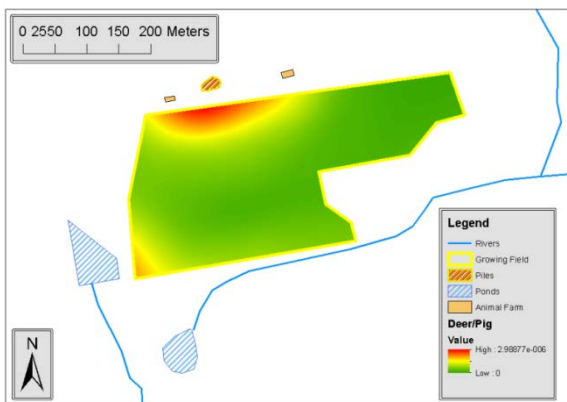 0 2550 100 150 200 Meters
Legend
Rivers
Growing Field
Piles
Ponds
Animal Farm
Deer/Pig
Value
High : 2.98877e-006
Low : 0
N